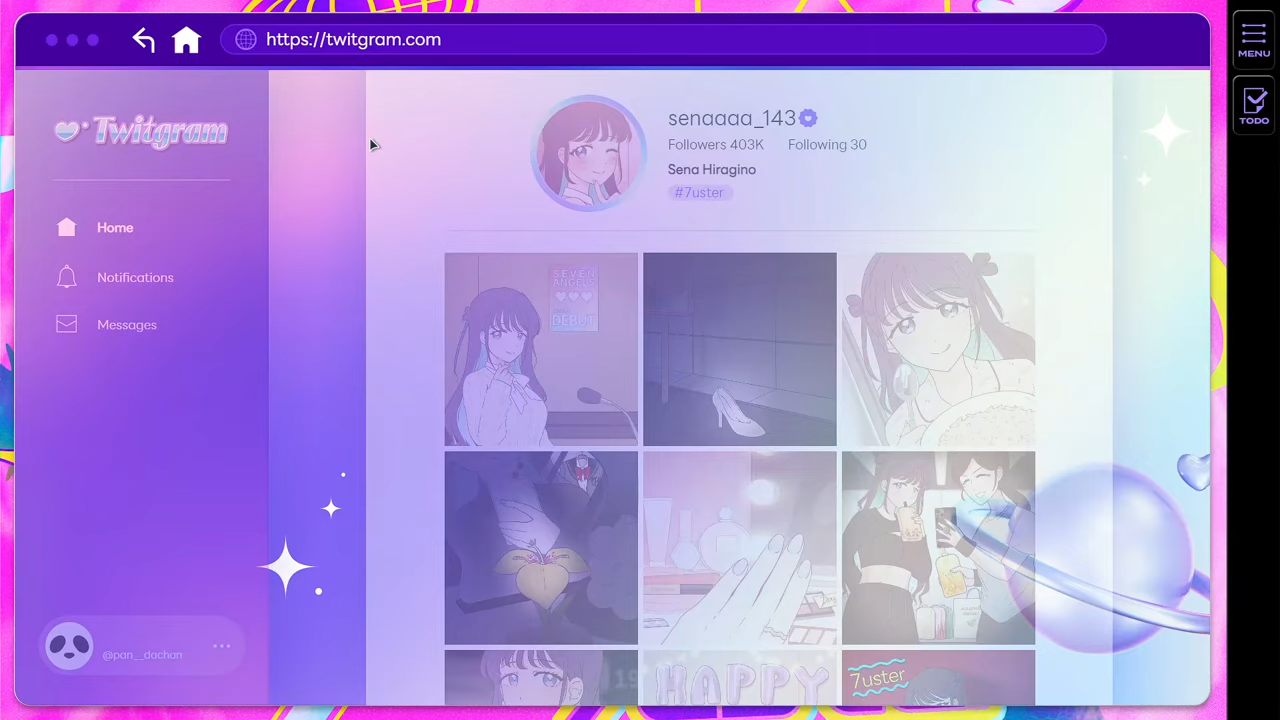 https://twitgram.com
MENU
TODO
Twitgram
Home
Notifications
Messages
@pan__dachan
senaaaa_143
Followers 403K Following 30
Sena Hiragino
#7uster
SEVEN
ANGELS
DEBUT
19
HAPPY
7uster